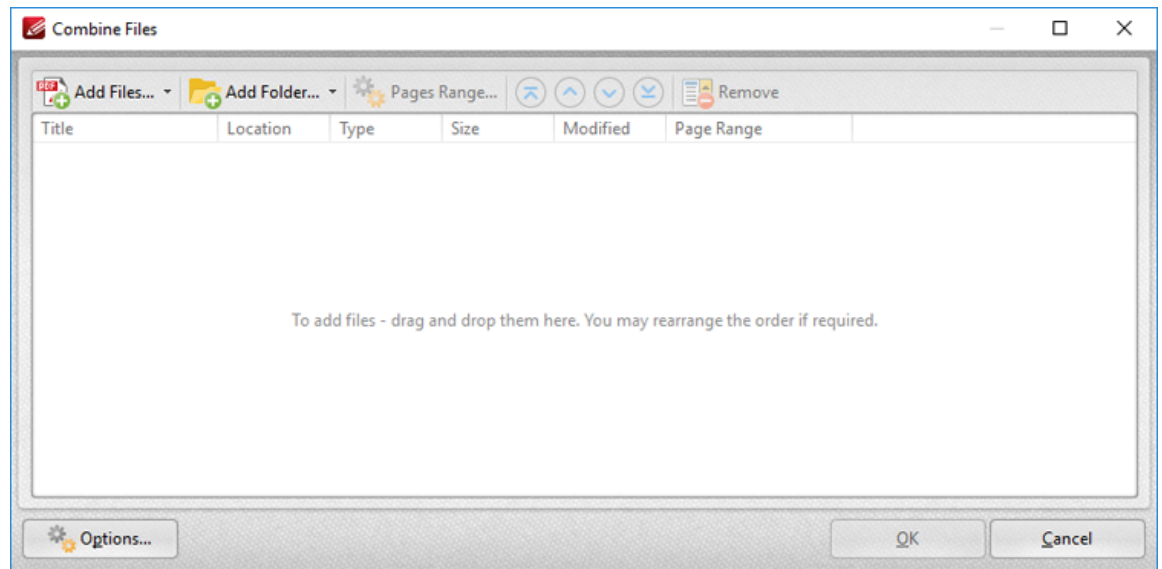 Combine Files
PDF
Add Files... Add Folder... Pages Range... Remove
Title Location Type Size Modified Page Range
To add files - drag and drop them here. You may rearrange the order if required.
Options... OK Cancel